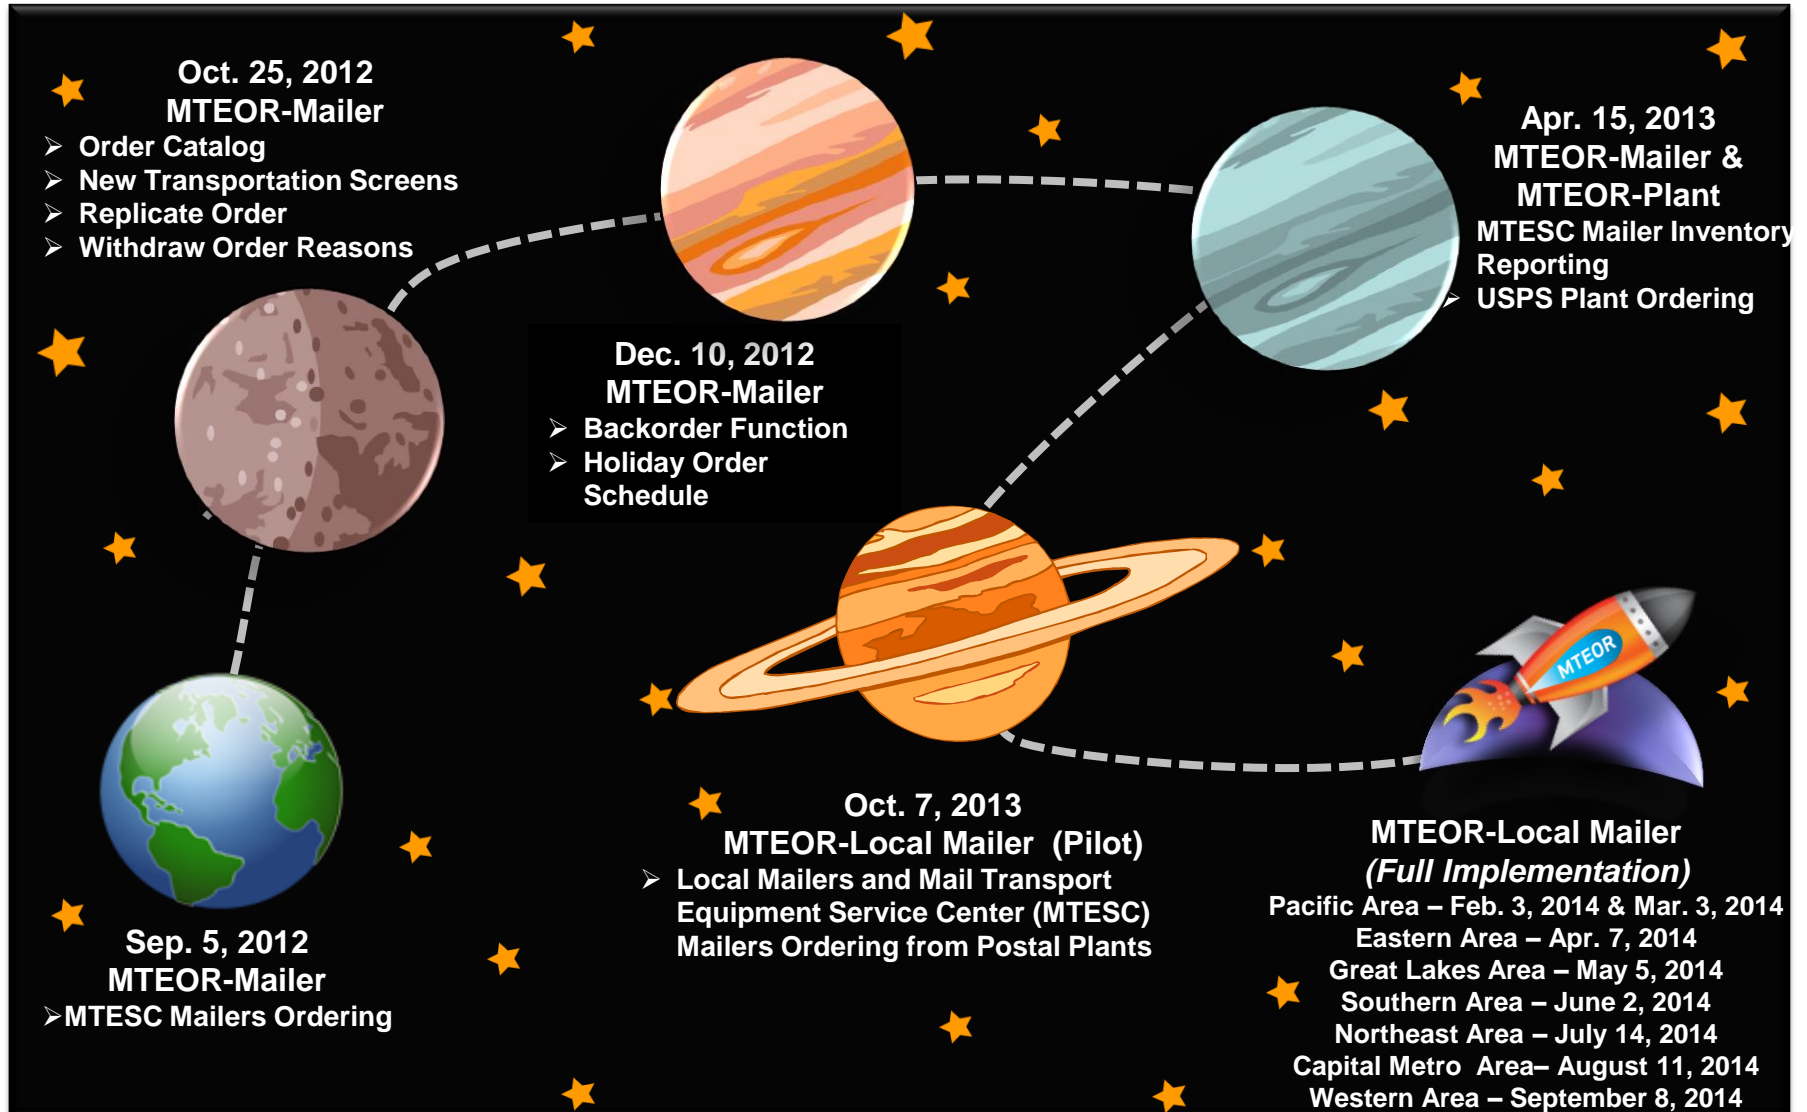 Oct. 25, 2012
MTEOR-Mailer
➢ Order Catalog
➢ New Transportation Screens
➢ Replicate Order
➢ Withdraw Order Reasons
Dec. 10, 2012
MTEOR-Mailer
➢ Backorder Function
➢ Holiday Order
Schedule
Apr. 15, 2013
MTEOR-Mailer &
MTEOR-Plant
MTESC Mailer Inventory
Reporting
➢ USPS Plant Ordering
Sep. 5, 2012
MTEOR-Mailer
➢MTESC Mailers Ordering
Oct. 7, 2013
MTEOR-Local Mailer (Pilot)
➢ Local Mailers and Mail Transport
Equipment Service Center (MTESC)
Mailers Ordering from Postal Plants
MTEOR
MTEOR-Local Mailer
(Full Implementation)
Pacific Area – Feb. 3, 2014 & Mar. 3, 2014
Eastern Area – Apr. 7, 2014
Great Lakes Area – May 5, 2014
Southern Area – June 2, 2014
Northeast Area – July 14, 2014
Capital Metro Area– August 11, 2014
Western Area – September 8, 2014